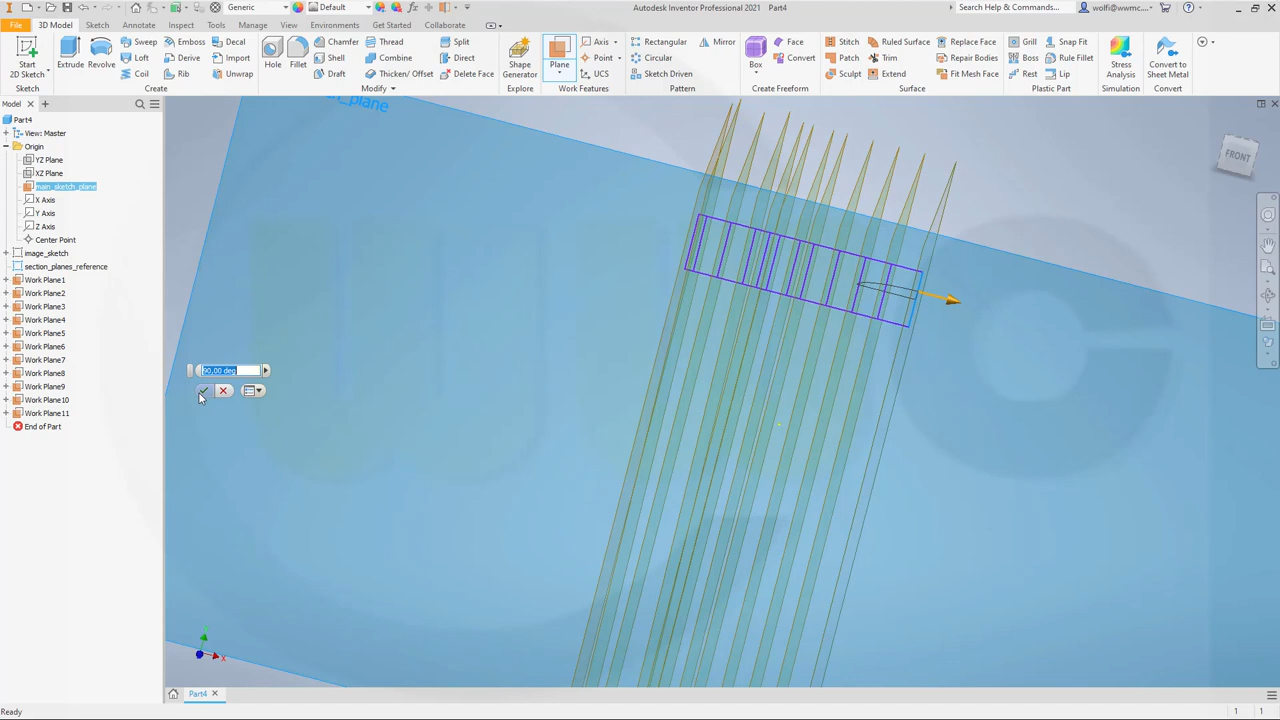 Generic
Default
Autodesk Inventor Professional 2021 Part4
Search Help & Commands...
wolfi@wwmc...
File 3D Model Sketch Annotate Inspect Tools Manage View Environments Get Started Collaborate
Start 2D Sketch
Sketch
Extrude
Revolve
Sweep
Loft
Coil
Emboss
Derive
Rib
Decal
Import
Unwrap
Create
Hole
Fillet
Chamfer
Shell
Draft
Thread
Combine
Thicken/ Offset
Split
Direct
Delete Face
Modify
Shape Generator
Explore
Plane
Axis
Point
UCS
Work Features
Rectangular
Circular
Sketch Driven
Mirror
Pattern
Box
Face
Convert
Create Freeform
Stitch
Patch
Sculpt
Ruled Surface
Trim
Extend
Replace Face
Repair Bodies
Fit Mesh Face
Surface
Grill
Boss
Rest
Snap Fit
Rule Fillet
Lip
Plastic Part
Stress Analysis
Simulation
Convert to Sheet Metal
Convert
Model
Part4
View: Master
Origin
YZ Plane
XZ Plane
main_sketch_plane
X Axis
Y Axis
Z Axis
Center Point
image_sketch
section_planes_reference
Work Plane1
Work Plane2
Work Plane3
Work Plane4
Work Plane5
Work Plane6
Work Plane7
Work Plane8
Work Plane9
Work Plane10
Work Plane11
End of Part
tch_plane
FRONT
90,00 deg
x
Part4
Ready
1 1